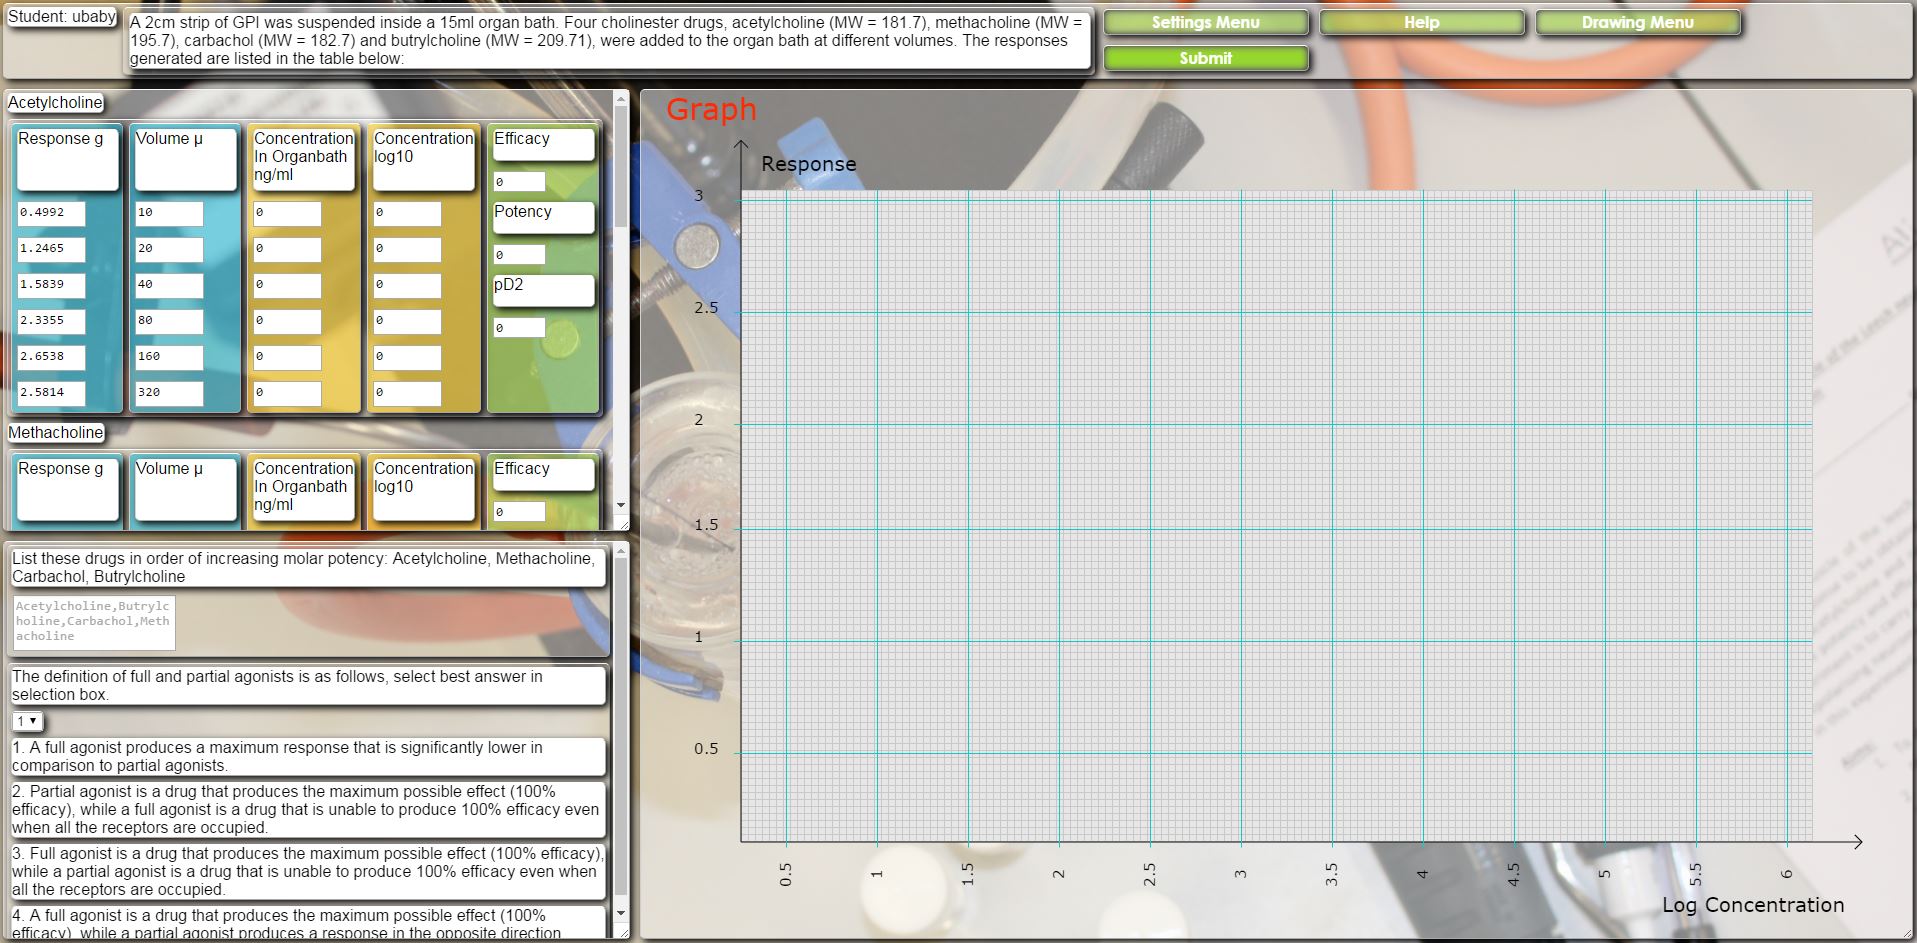 Student: ubaby
A 2cm strip of GPI was suspended inside a 15ml organ bath. Four cholinester drugs, acetylcholine (MW = 181.7), methacholine (MW =
195.7), carbachol (MW = 182.7) and butrylcholine (MW = 209.71), were added to the organ bath at different volumes. The responses
generated are listed in the table below:
Settings Menu
Help
Drawing Menu
Submit
Acetylcholine
Response g
Volume µ
Concentration
In Organbath
ng/ml
Concentration
log10
Efficacy
0
Potency
0
pD2
0
0.4992 10 0 0
1.2465 20 0 0
1.5839 40 0 0
2.3355 80 0 0
2.6538 160 0 0
2.5814 320 0 0
Methacholine
Response g
Volume µ
Concentration
In Organbath
ng/ml
Concentration
log10
Efficacy
0
List these drugs in order of increasing molar potency: Acetylcholine, Methacholine,
Carbachol, Butrylcholine
Acetylcholine,Butrylc
holine,Carbachol,Meth
acholine
The definition of full and partial agonists is as follows, select best answer in
selection box.
1
1. A full agonist produces a maximum response that is significantly lower in
comparison to partial agonists.
2. Partial agonist is a drug that produces the maximum possible effect (100%
efficacy), while a full agonist is a drug that is unable to produce 100% efficacy even
when all the receptors are occupied.
3. Full agonist is a drug that produces the maximum possible effect (100% efficacy),
while a partial agonist is a drug that is unable to produce 100% efficacy even when
all the receptors are occupied.
4. A full agonist is a drug that produces the maximum possible effect (100%
efficacy), while a partial agonist produces a response in the opposite direction
Graph
Response
3
2.5
2
1.5
1
0.5
0.5 1 1.5 2 2.5 3 3.5 4 4.5 5 5.5 6
Log Concentration